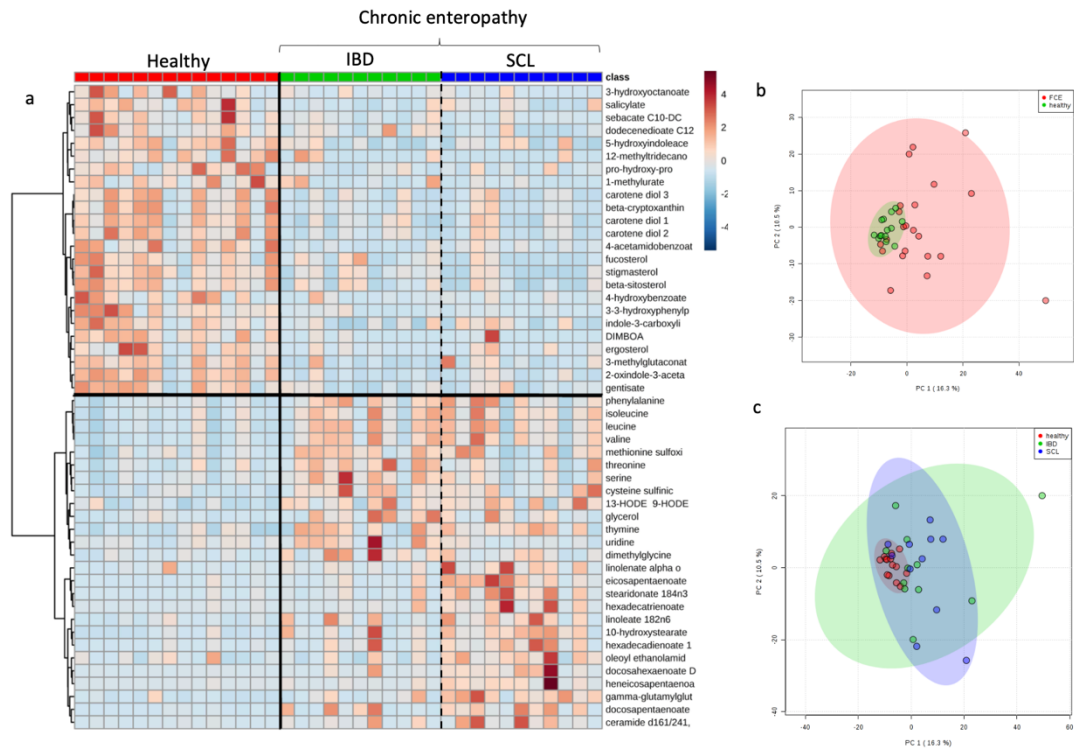 Chronic enteropathy
Healthy
IBD
SCL
a
class
3-hydroxyoctanoate
salicylate
sebacate C10-DC
dodecenedioate C12
5-hydroxyindoleace
12-methyltridecano
pro-hydroxy-pro
1-methylurate
carotene diol 3
beta-cryptoxanthin
carotene diol 1
carotene diol 2
4-acetamidobenzoat
fucosterol
stigmasterol
beta-sitosterol
4-hydroxybenzoate
3-3-hydroxyphenylp
indole-3-carboxyli
DIMBOA
ergosterol
3-methylglutaconat
2-oxindole-3-aceta
gentisate
phenylalanine
isoleucine
leucine
valine
methionine sulfoxi
threonine
serine
cysteine sulfinic
13-HODE 9-HODE
glycerol
thymine
uridine
dimethylglycine
linolenate alpha o
eicosapentaenoate
stearidonate 184n3
hexadecatrienoate
linoleate 182n6
10-hydroxystearate
hexadecadienoate 1
oleoyl ethanolamid
docosahexaenoate D
heneicosapentaenoa
gamma-glutamylglut
docosapentaenoate
ceramide d161/241,
4
2
0
-2
-4
b
FCE
healthy
30
20
10
0
-10
-20
-30
PC 2 ( 10.5 %)
-20
0
20
40
PC 1 ( 16.3 %)
c
healthy
IBD
SCL
20
0
-20
-40
PC 2 ( 10.5 %)
-40
-20
0
20
40
60
PC 1 ( 16.3 %)